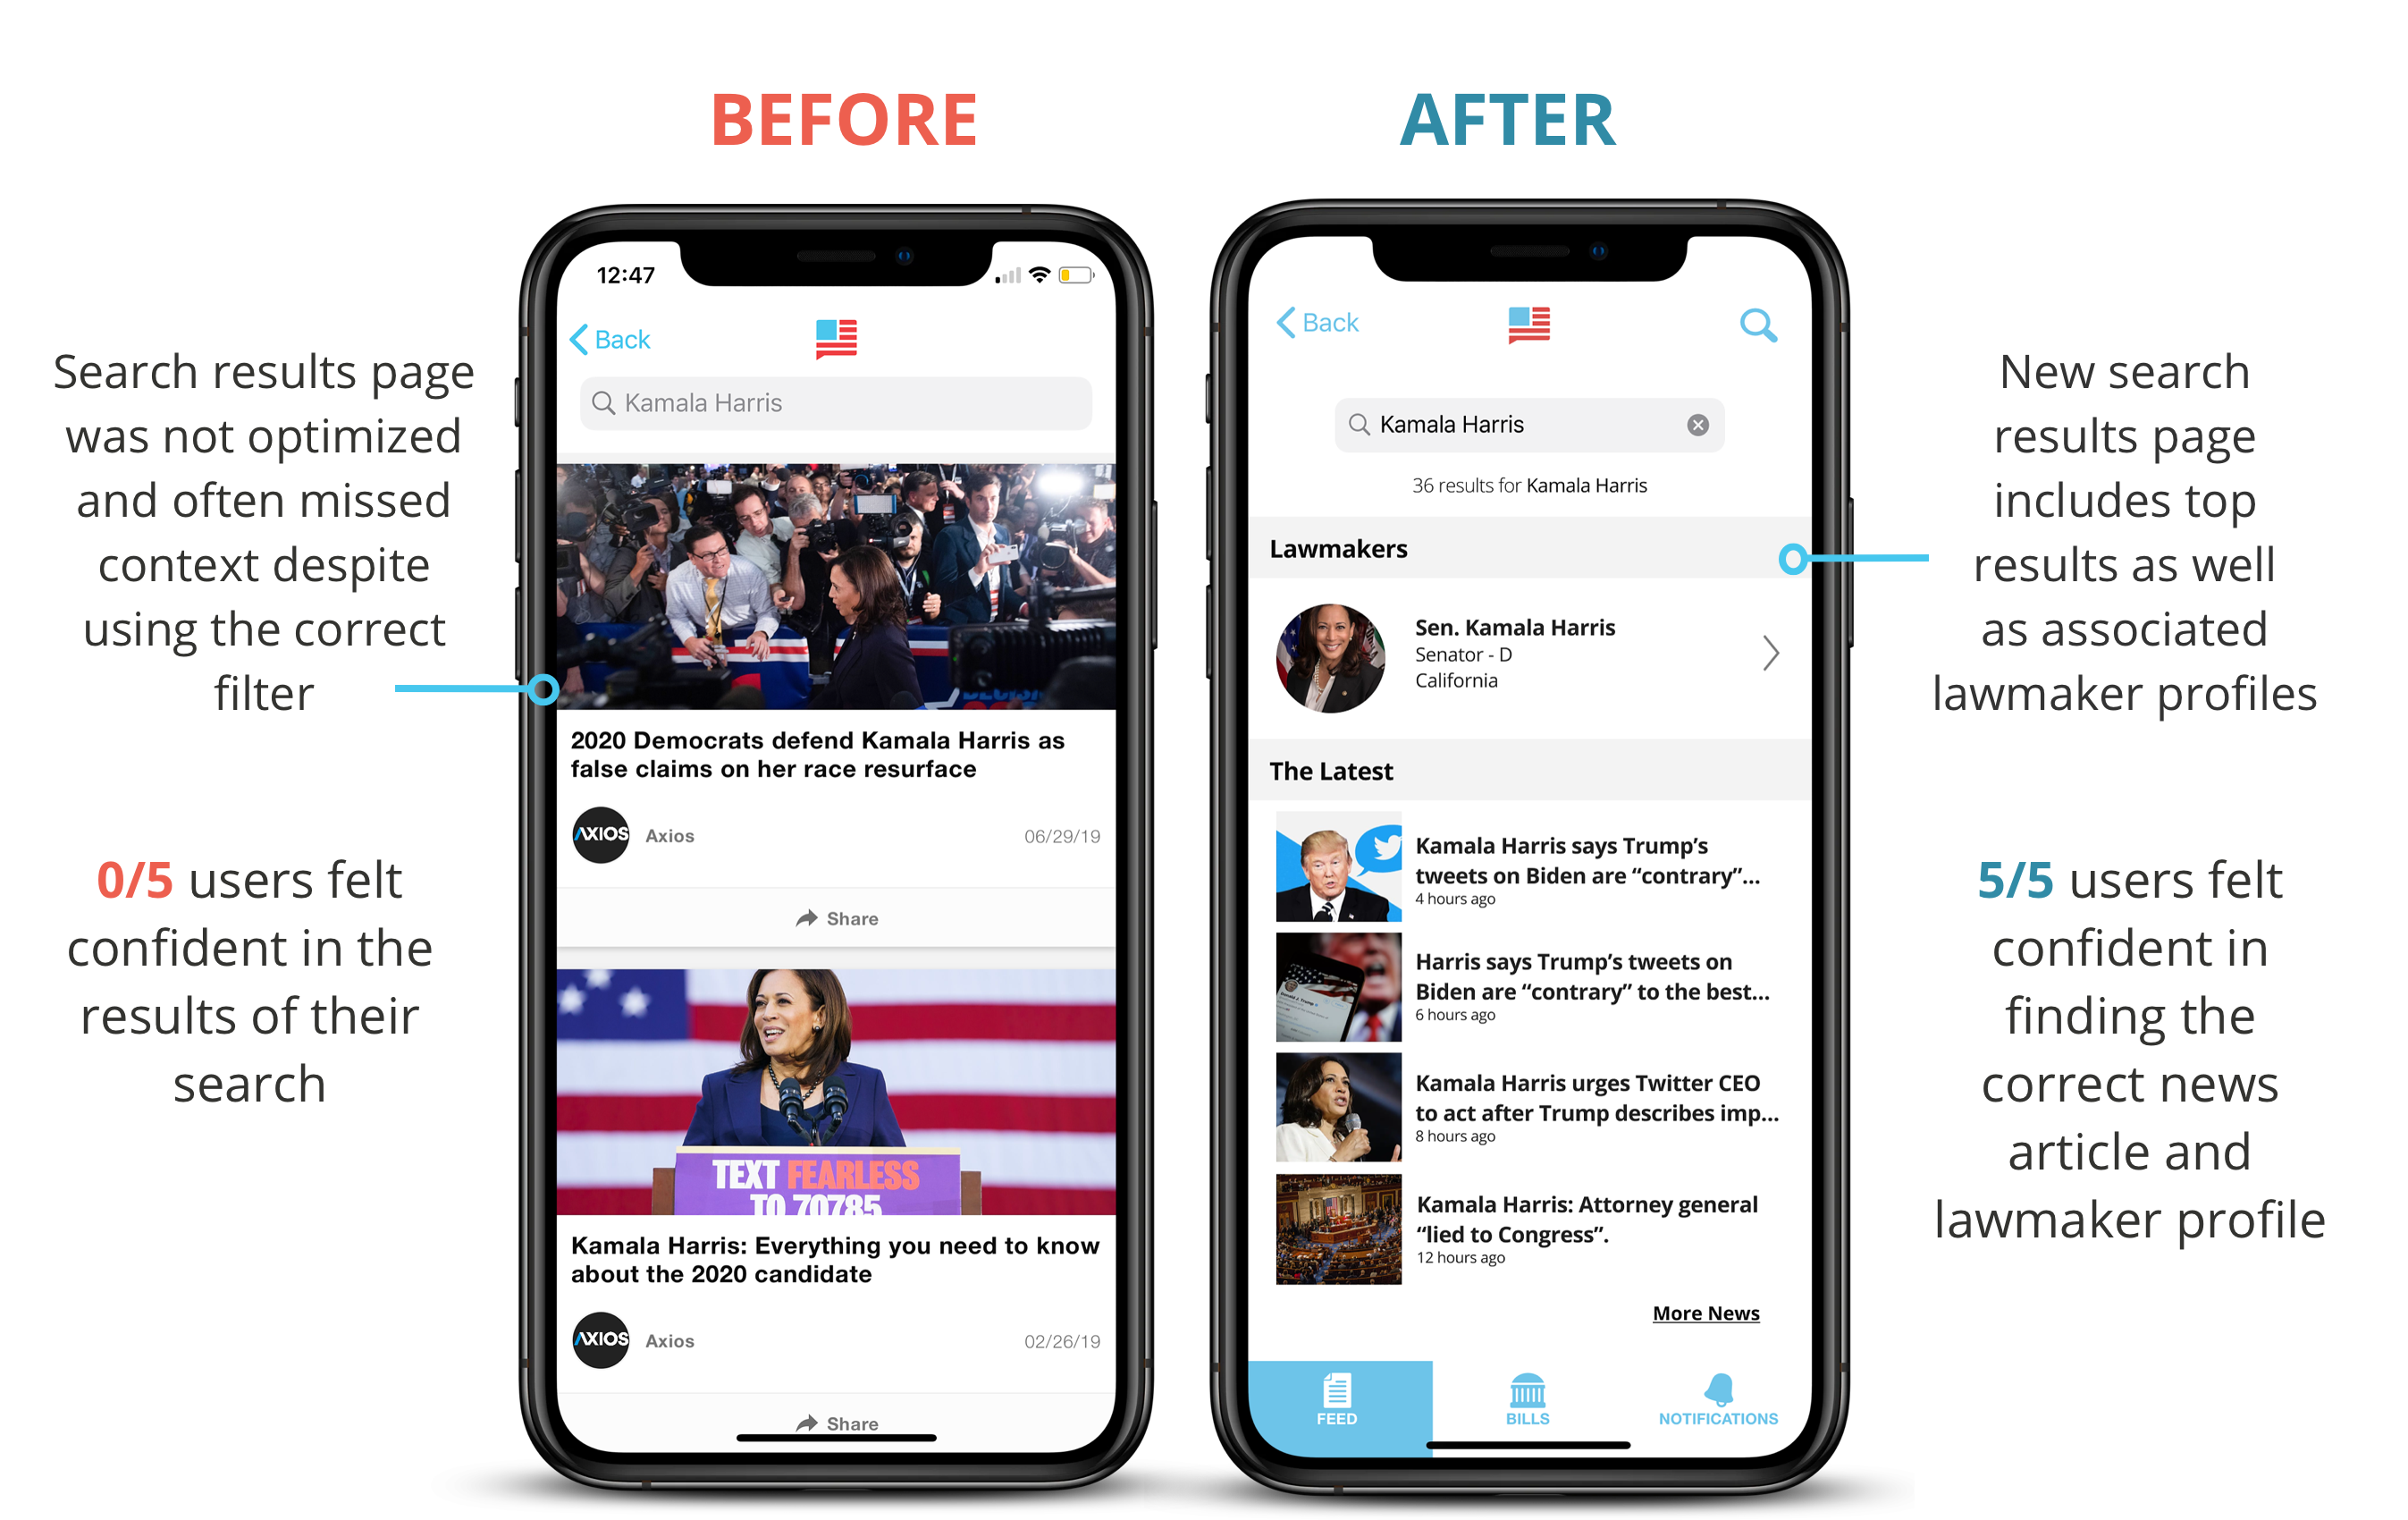 BEFORE
AFTER
Search results page
was not optimized
and often missed
context despite
using the correct
filter
0/5 users felt
confident in the
results of their
search
12:47
Back
Kamala Harris
TEXT FEARLESS
TO 70785
2020 Democrats defend Kamala Harris as
false claims on her race resurface
AXIOS
Axios
06/29/19
Share
Kamala Harris: Everything you need to know
about the 2020 candidate
AXIOS
Axios
02/26/19
Share
Back
Kamala Harris
36 results for Kamala Harris
Lawmakers
Sen. Kamala Harris
Senator - D
California
The Latest
Kamala Harris says Trump’s
tweets on Biden are “contrary”...
4 hours ago
Harris says Trump’s tweets on
Biden are “contrary” to the best...
6 hours ago
Kamala Harris urges Twitter CEO
to act after Trump describes imp...
8 hours ago
Kamala Harris: Attorney general
“lied to Congress”.
12 hours ago
More News
FEED
BILLS
NOTIFICATIONS
New search
results page
includes top
results as well
as associated
lawmaker profiles
5/5 users felt
confident in
finding the
correct news
article and
lawmaker profile